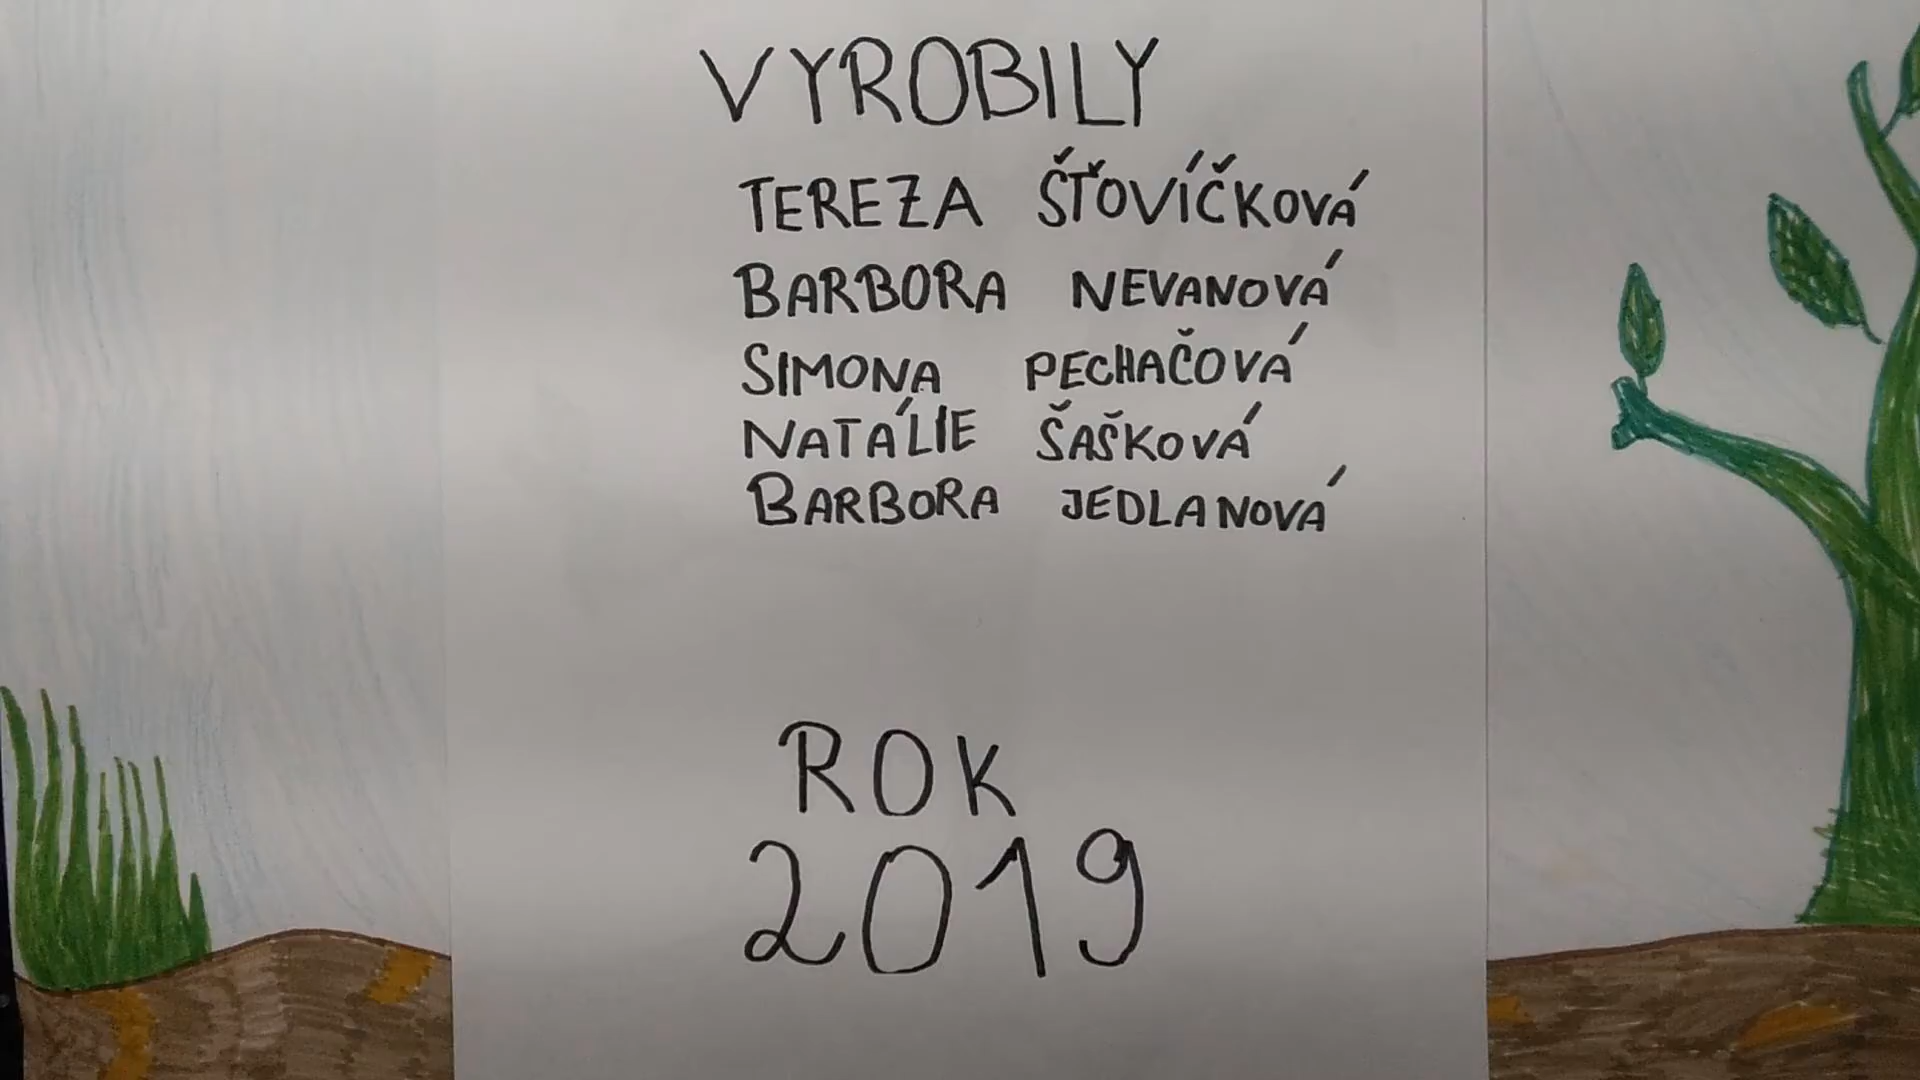 VYROBILY
TEREZA ŠŤOVÍČKOVÁ
BARBORA NEVANOVÁ
SIMONA PECHAČOVÁ
NATÁLIE ŠAŠKOVÁ
BARBORA JEDLANOVÁ
ROK
2019